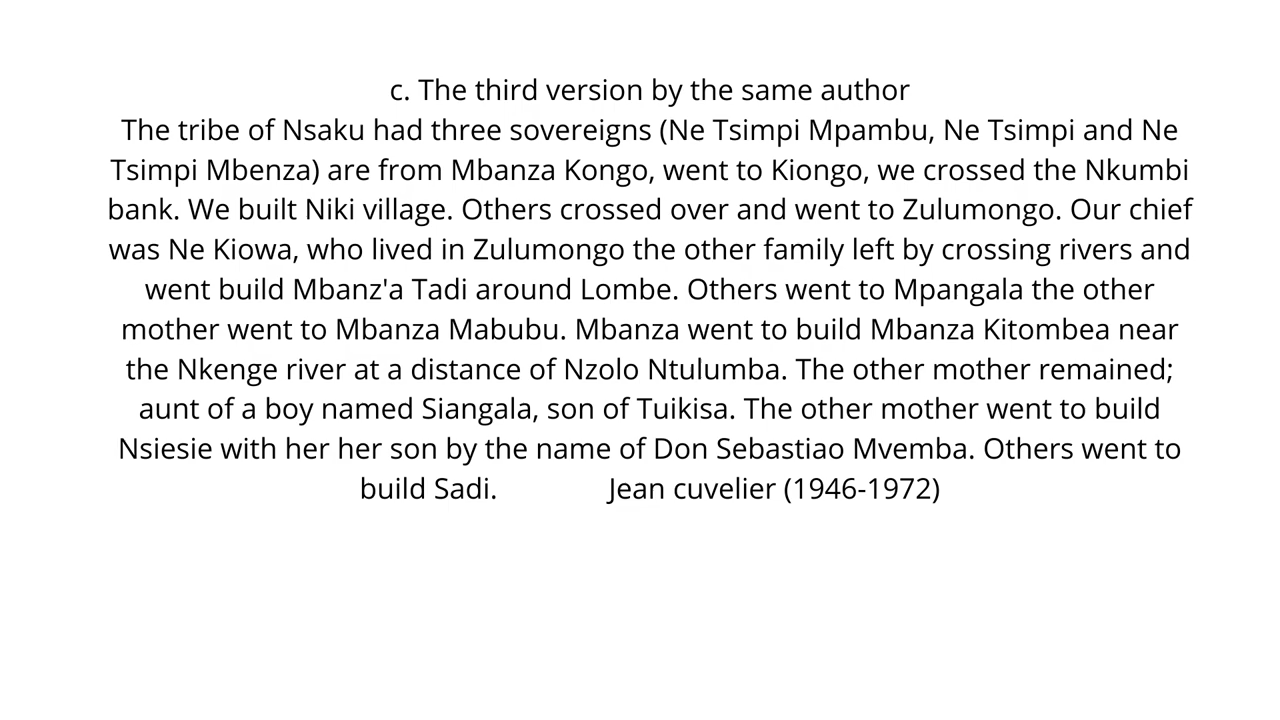 c. The third version by the same author
The tribe of Nsaku had three sovereigns (Ne Tsimpi Mpambu, Ne Tsimpi and Ne
Tsimpi Mbenza) are from Mbanza Kongo, went to Kiongo, we crossed the Nkumbi
bank. We built Niki village. Others crossed over and went to Zulumongo. Our chief
was Ne Kiowa, who lived in Zulumongo the other family left by crossing rivers and
went build Mbanz'a Tadi around Lombe. Others went to Mpangala the other
mother went to Mbanza Mabubu. Mbanza went to build Mbanza Kitombea near
the Nkenge river at a distance of Nzolo Ntulumba. The other mother remained;
aunt of a boy named Siangala, son of Tuikisa. The other mother went to build
Nsiesie with her her son by the name of Don Sebastiao Mvemba. Others went to
build Sadi. Jean cuvelier (1946-1972)